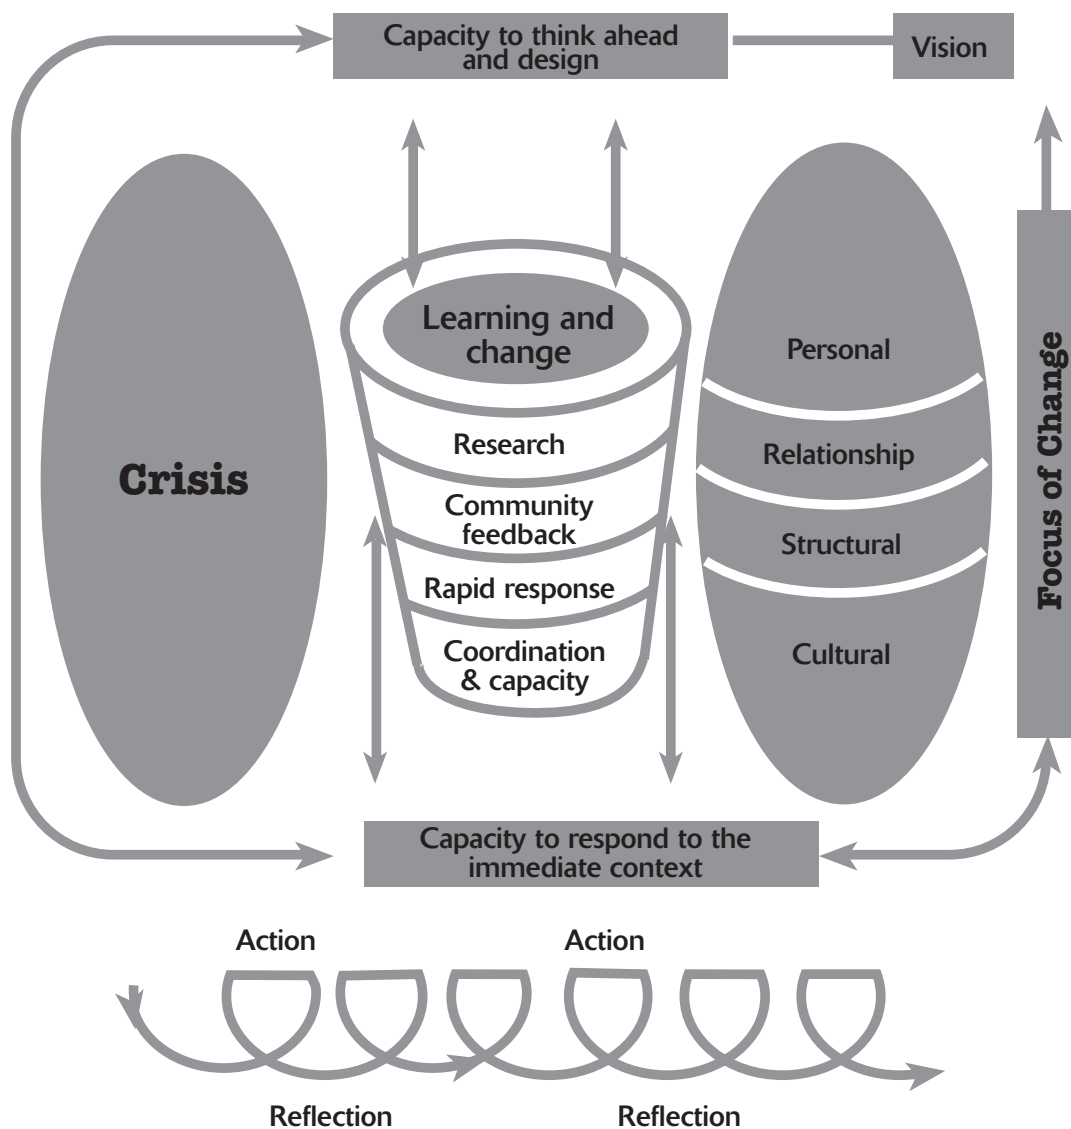 Capacity to think ahead
and design
Vision
Crisis
Learning and
change
Research
Community
feedback
Rapid response
Coordination
& capacity
Personal
Relationship
Structural
Cultural
Focus of Change
Capacity to respond to the
immediate context
Action
Action
Reflection
Reflection